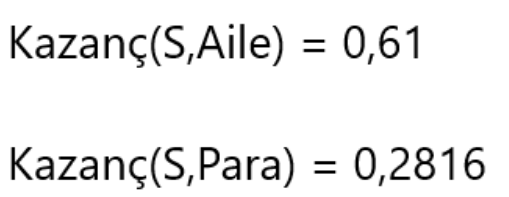 Kazanç(S,Aile) = 0,61
Kazanç(S,Para) = 0,2816